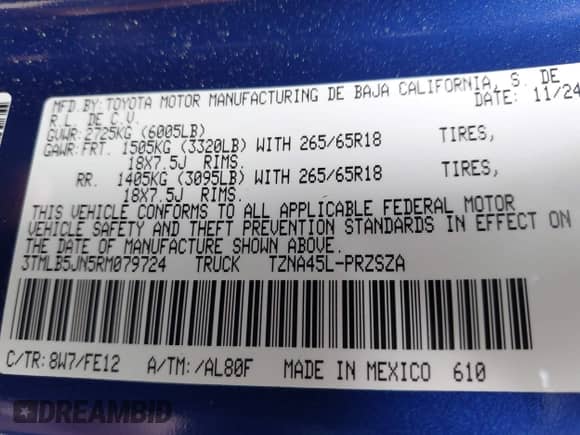 MFD.BY:TOYOTA MOTOR MANUFACTURING DE BAJA CALIFORNIA, S. DE
R.L. DE C.V. DATE: 11/24
GVWR: 2725KG (6005LB)
GAWR:FRT. 1505KG (3320LB) WITH 265/65R18 TIRES,
18X7.5J RIMS.
RR. 1405KG (3095LB) WITH 265/65R18 TIRES,
18X7.5J RIMS.
THIS VEHICLE CONFORMS TO ALL APPLICABLE FEDERAL MOTOR
VEHICLE SAFETY AND THEFT PREVENTION STANDARDS IN EFFECT ON
THE DATE OF MANUFACTURE SHOWN ABOVE.
3TMLB5JN5RM079724 TRUCK TZNA45L-PRZSZA
C/TR: 8W7/FE12 A/TM: /AL80F MADE IN MEXICO 610
DREAMBID